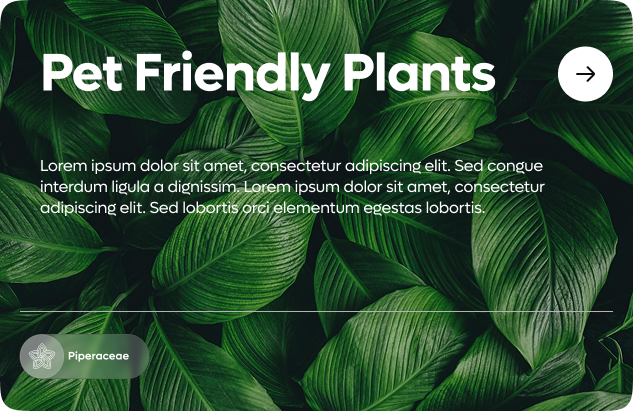 Pet Friendly Plants
Lorem ipsum dolor sit amet, consectetur adipiscing elit. Sed congue
interdum ligula a dignissim. Lorem ipsum dolor sit amet, consectetur
adipiscing elit. Sed lobortis orci elementum egestas lobortis.
Piperaceae